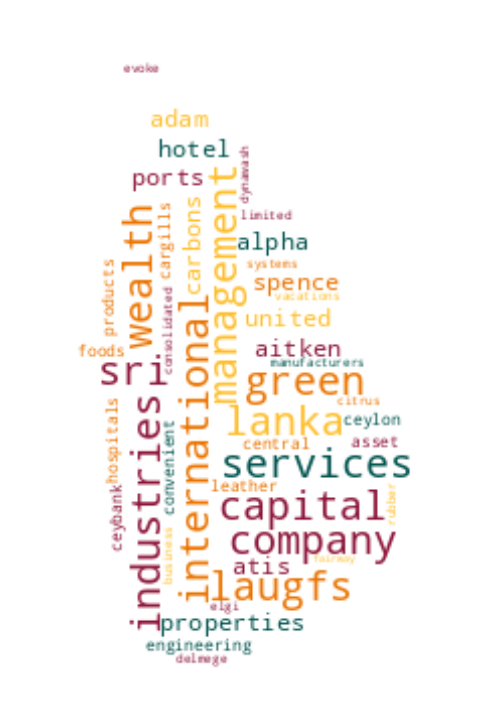 evoke
adam
hotel
dynawash
ports
management
limited
wealth
cargills
carbons
alpha
systems
products
spence
vacations
consolidated
international
united
foods
aitken
manufacturers
sri
green
citrus
industries
hospitals
lanka
ceylon
convenient
central
asset
services
ceybank
leather
rubber
capital
business
company
fairway
atis
laugfs
elgi
properties
engineering
delmege